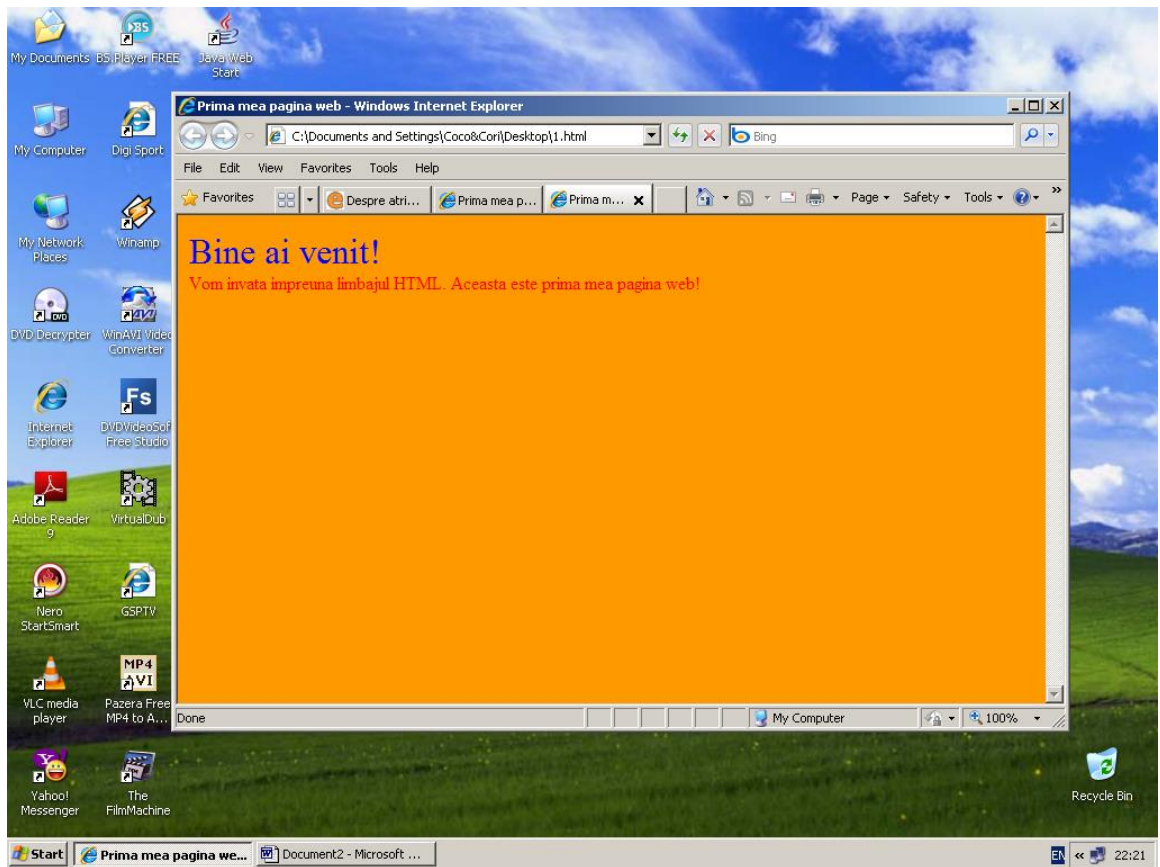 My Documents
BS.Player FREE
Java Web
Start
My Computer
Digi Sport
My Network
Places
Winamp
DVD Decrypter
WinAVI Video
Converter
Internet
Explorer
DVDVideoSof
Free Studio
Adobe Reader
9
VirtualDub
Nero
StartSmart
GSPTV
VLC media
player
Pazera Free
MP4 to A...
Yahoo!
Messenger
The
FilmMachine
Prima mea pagina web - Windows Internet Explorer
C:\Documents and Settings\Coco&Cori\Desktop\1.html
Bing
File Edit View Favorites Tools Help
Favorites Despre atri... Prima mea p... Prima m... Page Safety Tools »
Bine ai venit!
Vom invata impreuna limbajul HTML. Aceasta este prima mea pagina web!
Done My Computer 100%
Recycle Bin
Start Prima mea pagina we... Document2 - Microsoft ... EN « 22:21
BS
DVD
AVI
Fs
MP4
AVI